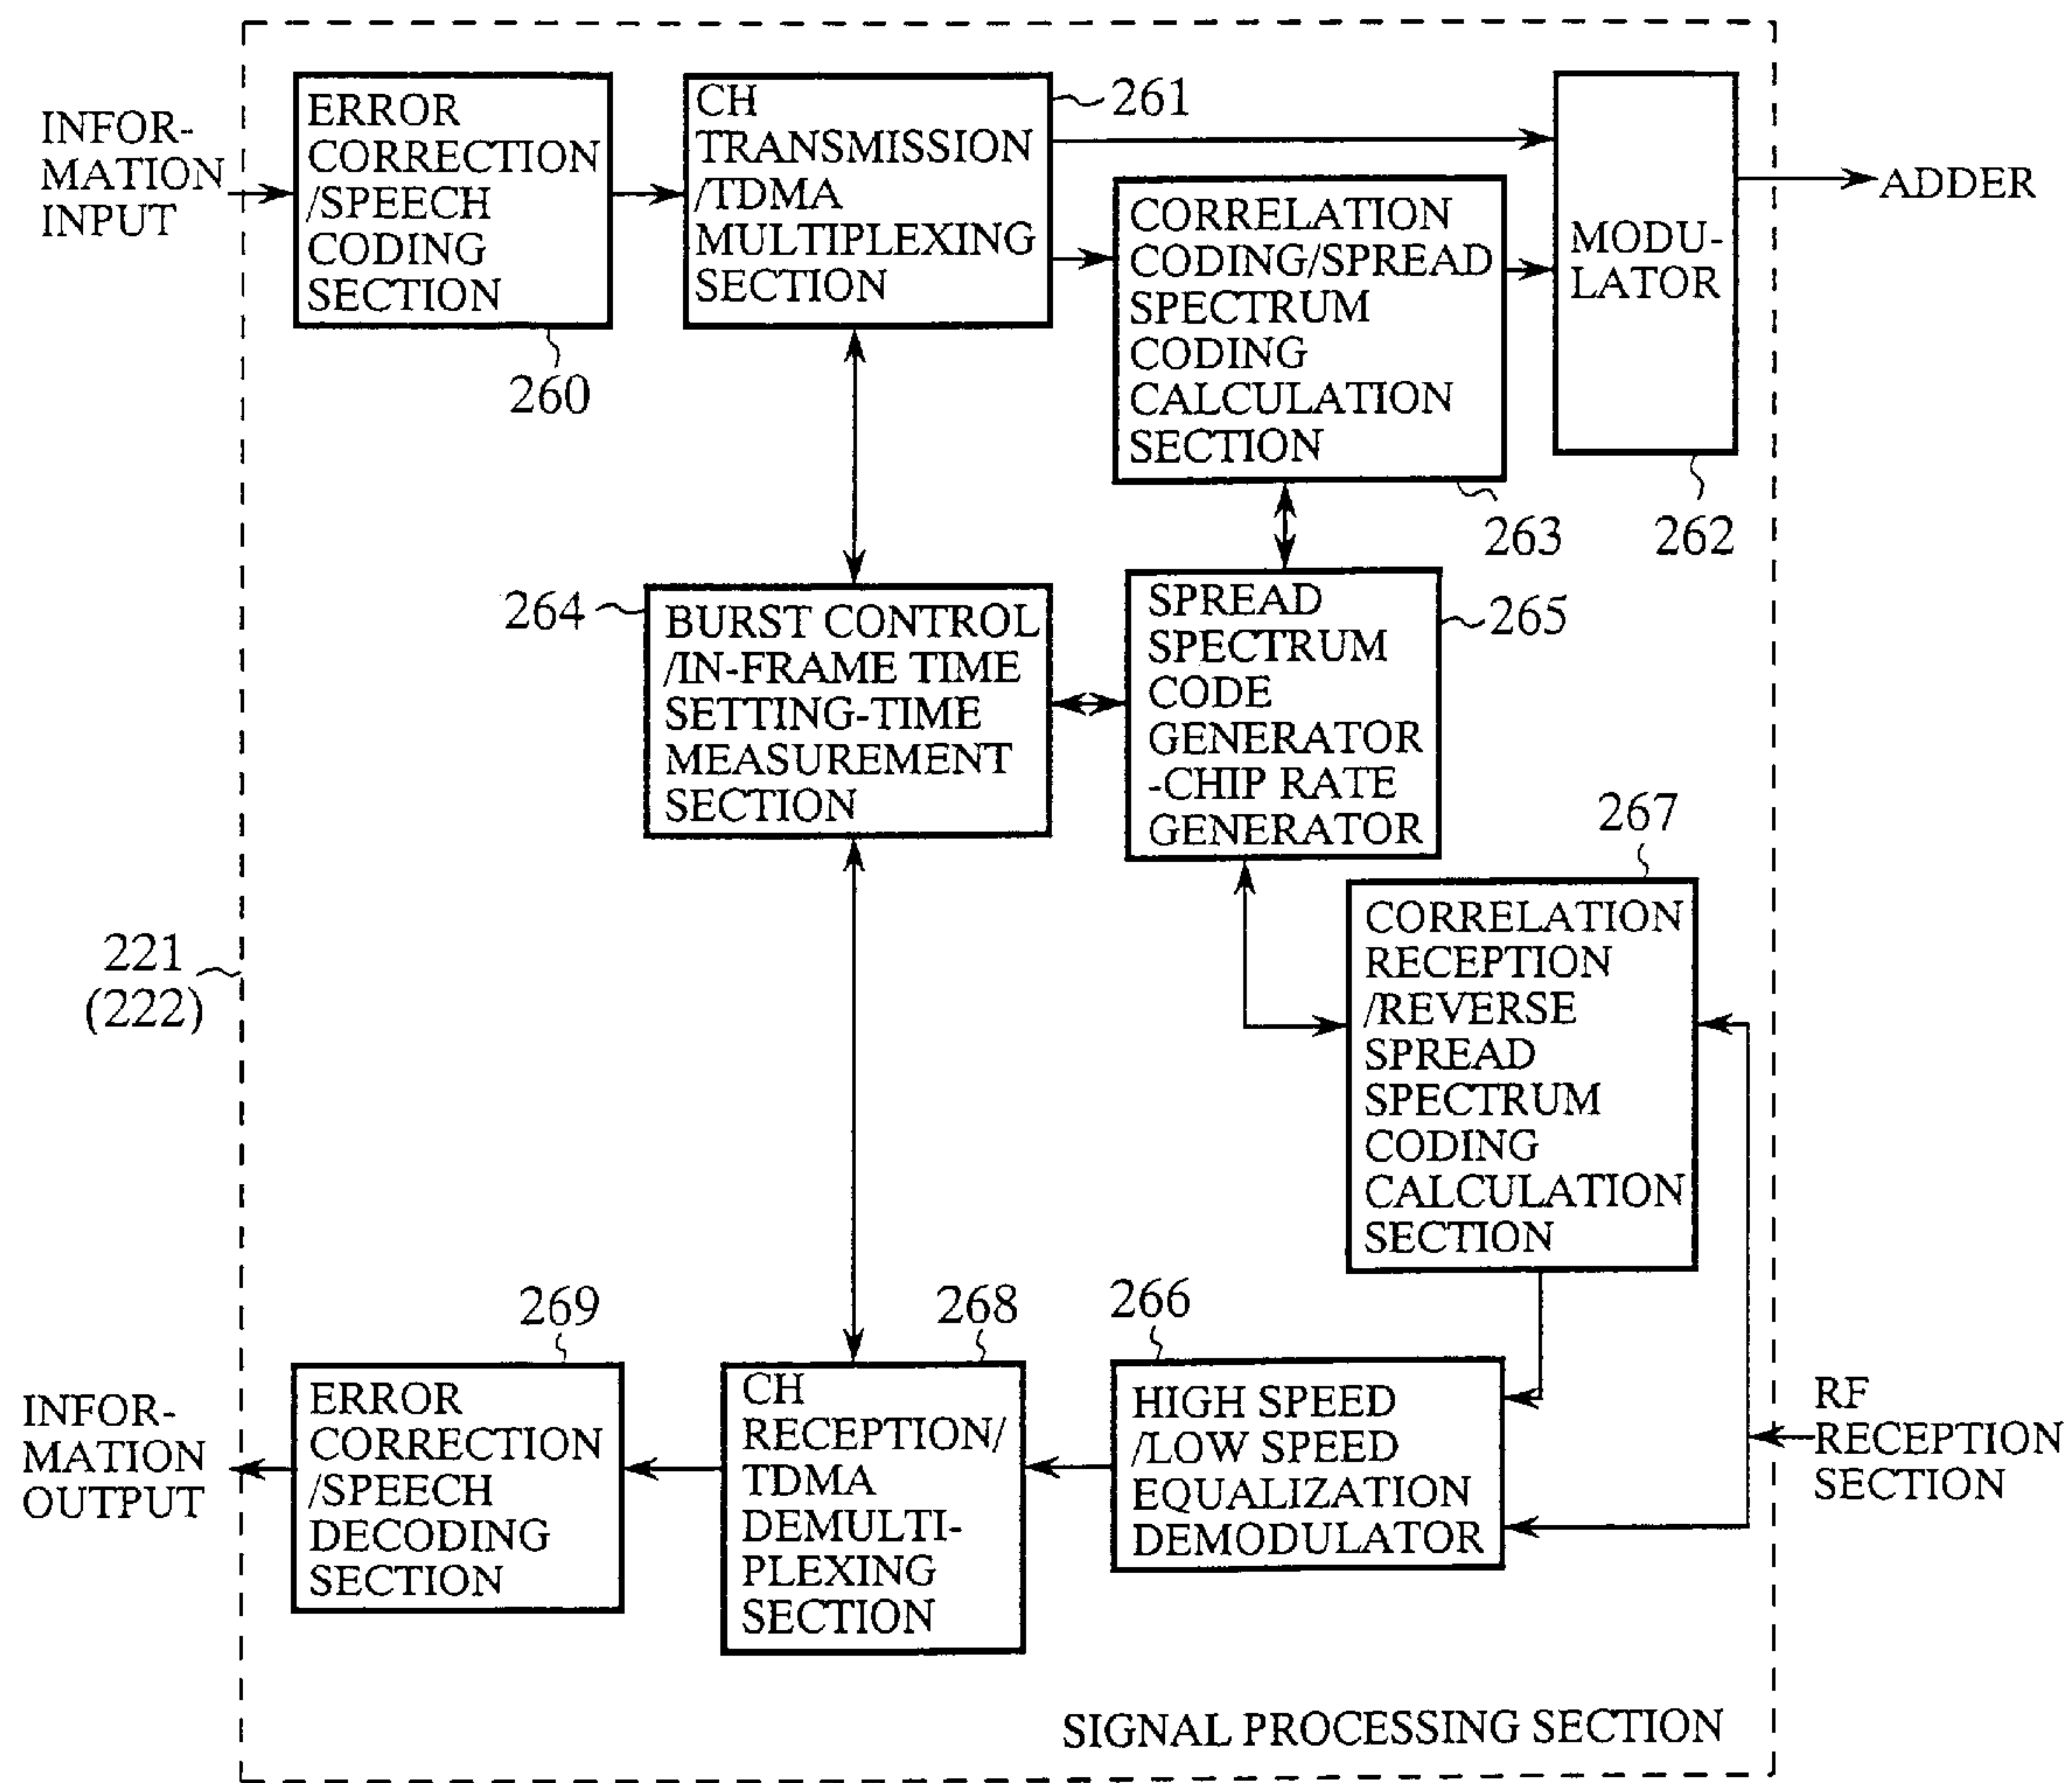 INFOR-
MATION
INPUT
ERROR
CORRECTION
/SPEECH
CODING
SECTION
260
CH
TRANSMISSION
/TDMA
MULTIPLEXING
SECTION
261
CORRELATION
CODING/SPREAD
SPECTRUM
CODING
CALCULATION
SECTION
263
MODU-
LATOR
262
ADDER
264
BURST CONTROL
/IN-FRAME TIME
SETTING-TIME
MEASUREMENT
SECTION
SPREAD
SPECTRUM
CODE
GENERATOR
-CHIP RATE
GENERATOR
265
267
CORRELATION
RECEPTION
/REVERSE
SPREAD
SPECTRUM
CODING
CALCULATION
SECTION
221
(222)
INFOR-
MATION
OUTPUT
269
ERROR
CORRECTION
/SPEECH
DECODING
SECTION
268
CH
RECEPTION/
TDMA
DEMULTI-
PLEXING
SECTION
266
HIGH SPEED
/LOW SPEED
EQUALIZATION
DEMODULATOR
RF
RECEPTION
SECTION
SIGNAL PROCESSING SECTION